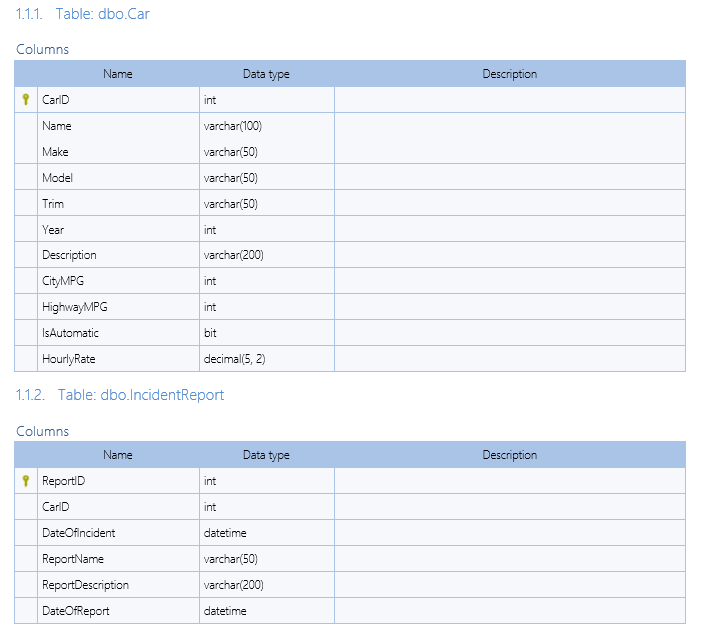 1.1.1. Table: dbo.Car
Columns
Name Data type Description
CarID int
Name varchar(100)
Make varchar(50)
Model varchar(50)
Trim varchar(50)
Year int
Description varchar(200)
CityMPG int
HighwayMPG int
IsAutomatic bit
HourlyRate decimal(5, 2)
1.1.2. Table: dbo.IncidentReport
Columns
Name Data type Description
ReportID int
CarID int
DateOfIncident datetime
ReportName varchar(50)
ReportDescription varchar(200)
DateOfReport datetime